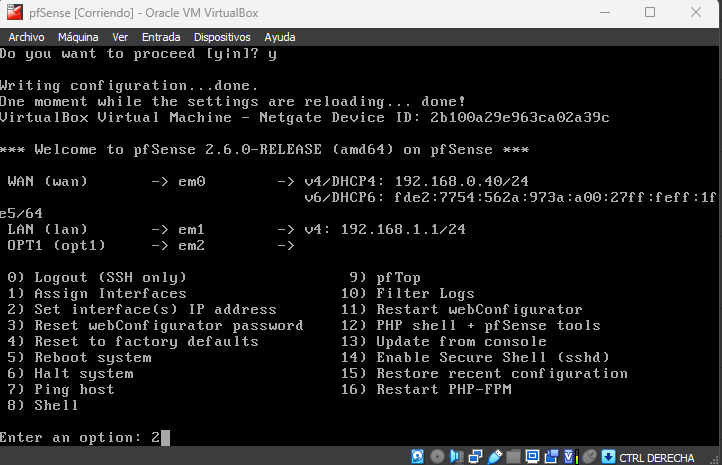 pfSense [Corriendo] - Oracle VM VirtualBox
Archivo Máquina Ver Entrada Dispositivos Ayuda
Do you want to proceed [y|n]? y
Writing configuration...done.
One moment while the settings are reloading... done!
VirtualBox Virtual Machine - Netgate Device ID: 2b100a29e963ca02a39c
*** Welcome to pfSense 2.6.0-RELEASE (amd64) on pfSense ***
WAN (wan) -> em0 -> v4/DHCP4: 192.168.0.40/24
v6/DHCP6: fde2:7754:562a:973a:a00:27ff:feff:1f
e5/64
LAN (lan) -> em1 -> v4: 192.168.1.1/24
OPT1 (opt1) -> em2 ->
0) Logout (SSH only) 9) pfTop
1) Assign Interfaces 10) Filter Logs
2) Set interface(s) IP address 11) Restart webConfigurator
3) Reset webConfigurator password 12) PHP shell + pfSense tools
4) Reset to factory defaults 13) Update from console
5) Reboot system 14) Enable Secure Shell (sshd)
6) Halt system 15) Restore recent configuration
7) Ping host 16) Restart PHP-FPM
8) Shell
Enter an option: 2
CTRL DERECHA